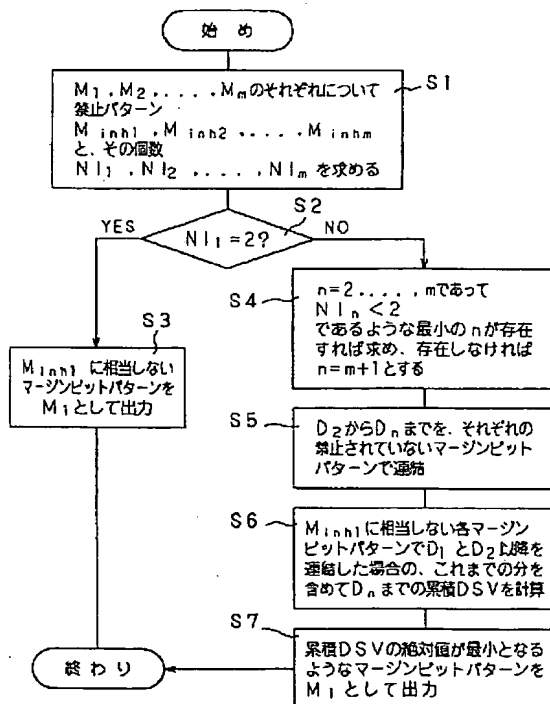 始め
S1
M1,M2,....,Mmのそれぞれについて
禁止パターン
Minh1,Minh2,....,Minhm
と、その個数
NI1,NI2 .....,NImを求める
S2
YES
NI1=2?
NO
S3
Minh1に相当しない
マージンビットパターンを
M1として出力
S4
n=2....,mであって
NIn<2
であるような最小のnが存在
すれば求め、存在しなければ
n=m+1とする
S5
D2からDnまでを、それぞれの
禁止されていないマージンビット
パターンで連結
S6
Minh1に相当しない各マージン
ビットパターンでD1とD2以降を
連結した場合の、これまでの分を
含めてDnまでの累積DSVを計算
S7
累積DSVの絶対値が最小となる
ようなマージンビットパターンを
M1として出力
終わり